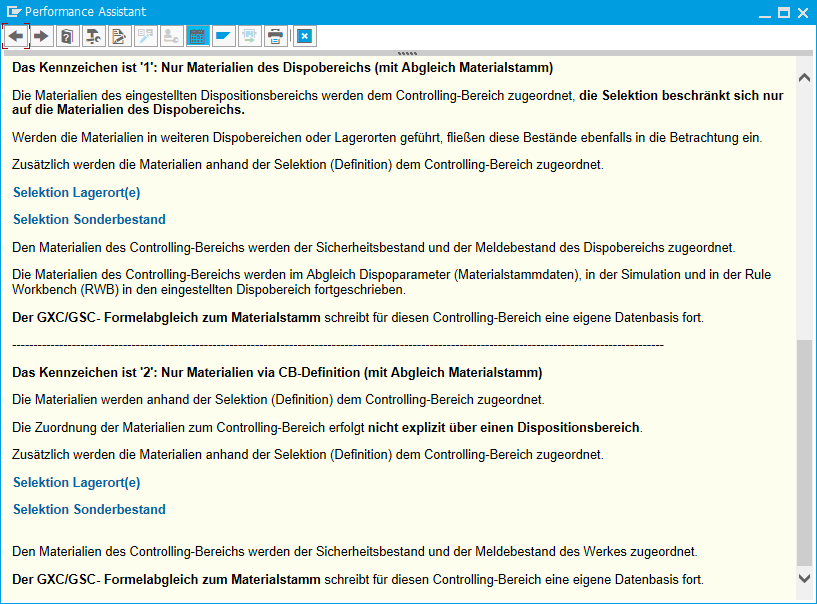 Performance Assistant
Das Kennzeichen ist '1': Nur Materialien des Dispobereichs (mit Abgleich Materialstamm)
Die Materialien des eingestellten Dispositionsbereichs werden dem Controlling-Bereich zugeordnet, die Selektion beschränkt sich nur
auf die Materialien des Dispobereichs.
Werden die Materialien in weiteren Dispobereichen oder Lagerorten geführt, fließen diese Bestände ebenfalls in die Betrachtung ein.
Zusätzlich werden die Materialien anhand der Selektion (Definition) dem Controlling-Bereich zugeordnet.
Selektion Lagerort(e)
Selektion Sonderbestand
Den Materialien des Controlling-Bereichs werden der Sicherheitsbestand und der Meldebestand des Dispobereichs zugeordnet.
Die Materialien des Controlling-Bereichs werden im Abgleich Dispoparameter (Materialstammdaten), in der Simulation und in der Rule
Workbench (RWB) in den eingestellten Dispobereich fortgeschrieben.
Der GXC/GSC- Formelabgleich zum Materialstamm schreibt für diesen Controlling-Bereich eine eigene Datenbasis fort.
Das Kennzeichen ist '2': Nur Materialien via CB-Definition (mit Abgleich Materialstamm)
Die Materialien werden anhand der Selektion (Definition) dem Controlling-Bereich zugeordnet.
Die Zuordnung der Materialien zum Controlling-Bereich erfolgt nicht explizit über einen Dispositionsbereich.
Zusätzlich werden die Materialien anhand der Selektion (Definition) dem Controlling-Bereich zugeordnet.
Selektion Lagerort(e)
Selektion Sonderbestand
Den Materialien des Controlling-Bereichs werden der Sicherheitsbestand und der Meldebestand des Werkes zugeordnet.
Der GXC/GSC- Formelabgleich zum Materialstamm schreibt für diesen Controlling-Bereich eine eigene Datenbasis fort.